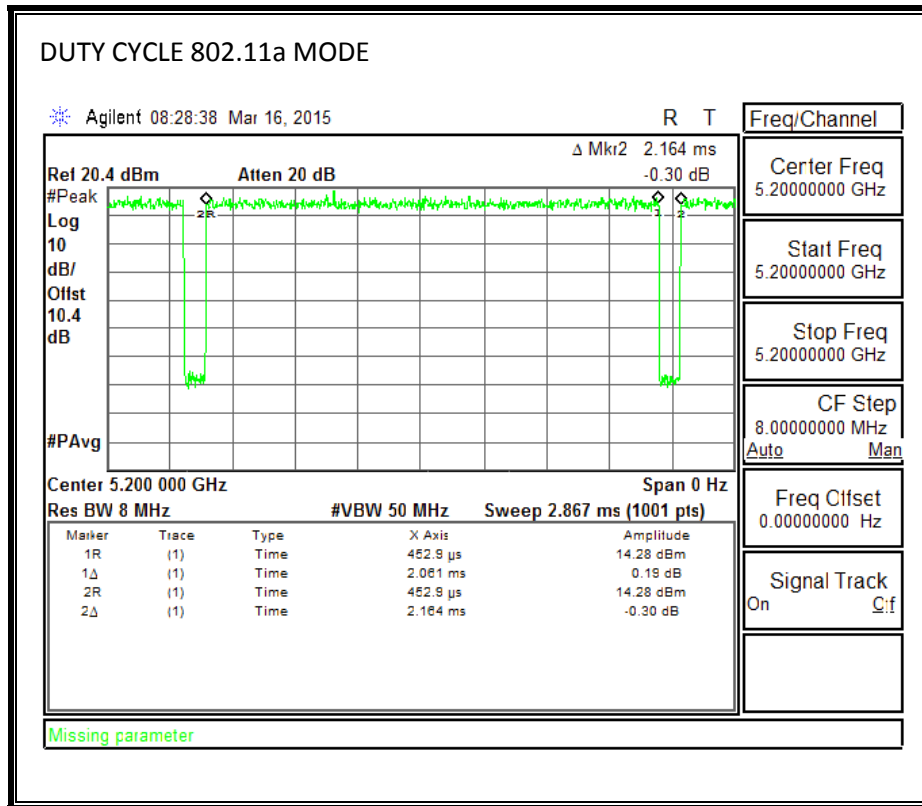 DUTY CYCLE 802.11a MODE
Agilent 08:28:38 Mar 16, 2015 R T
Freq/Channel
Δ Mkr2 2.164 ms
Ref 20.4 dBm Atten 20 dB -0.30 dB
#Peak
Log
10
dB/
Offst
10.4
dB
#PAvg
2R
1
2
Center 5.200 000 GHz Span 0 Hz
Res BW 8 MHz #VBW 50 MHz Sweep 2.867 ms (1001 pts)
Marker Trace Type X Axis Amplitude
1R (1) Time 452.9 µs 14.28 dBm
1Δ (1) Time 2.061 ms 0.19 dB
2R (1) Time 452.9 µs 14.28 dBm
2Δ (1) Time 2.164 ms -0.30 dB
Center Freq
5.20000000 GHz
Start Freq
5.20000000 GHz
Stop Freq
5.20000000 GHz
CF Step
8.00000000 MHz
Auto Man
Freq Offset
0.00000000 Hz
Signal Track
On Off
Missing parameter